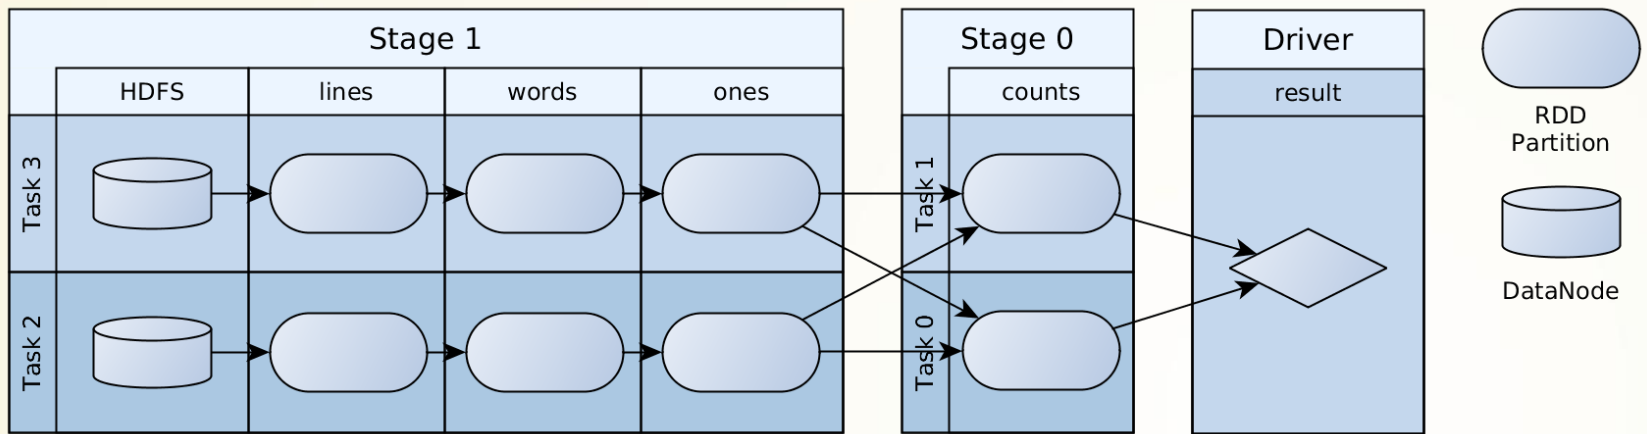 Stage 1
HDFS
lines
words
ones
Task 3
Task 2
Stage 0
counts
Task 1
Task 0
Driver
result
RDD
Partition
DataNode